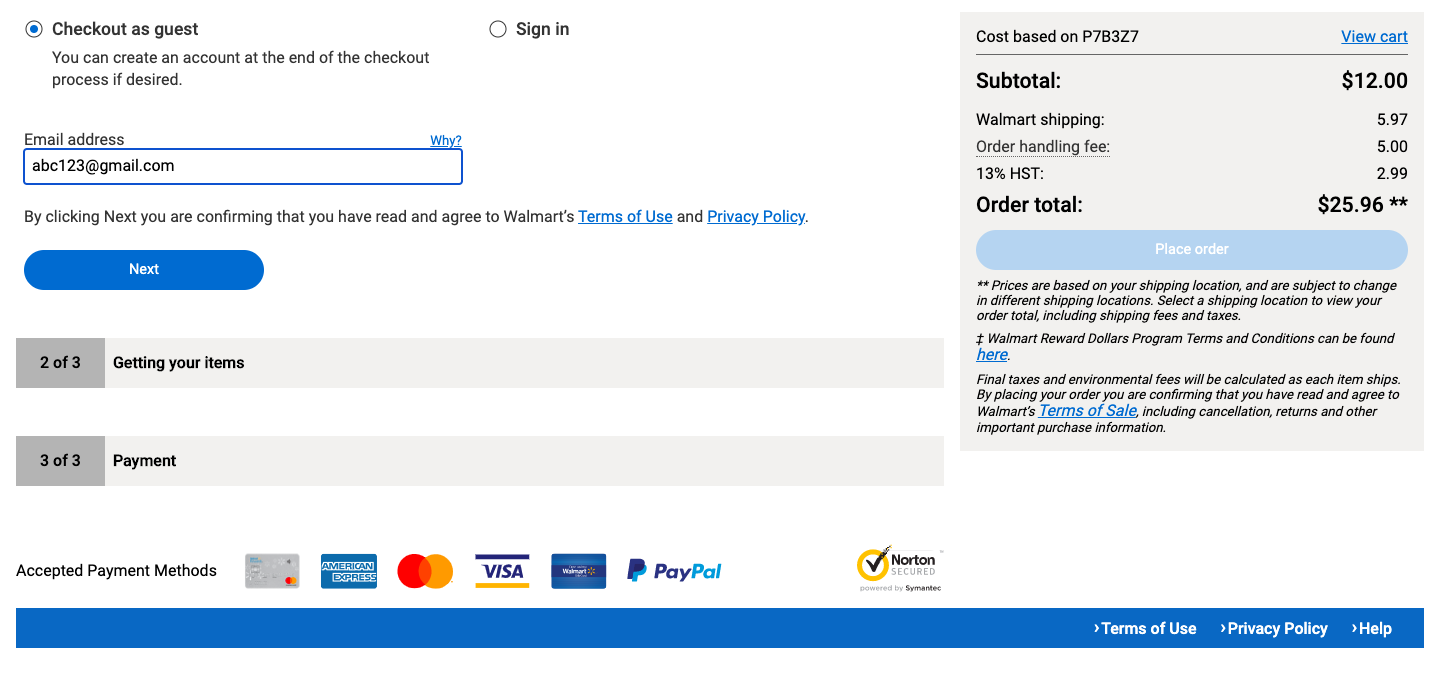 Checkout as guest
Sign in
You can create an account at the end of the checkout
process if desired.
Email address
Why?
abc123@gmail.com
By clicking Next you are confirming that you have read and agree to Walmart’s Terms of Use and Privacy Policy.
Next
2 of 3
Getting your items
3 of 3
Payment
Accepted Payment Methods
AMERICAN
EXPRESS
VISA
Walmart
PayPal
Norton
SECURED
powered by Symantec
Cost based on P7B3Z7
View cart
Subtotal:
$12.00
Walmart shipping:
5.97
Order handling fee:
5.00
13% HST:
2.99
Order total:
$25.96 **
Place order
** Prices are based on your shipping location, and are subject to change
in different shipping locations. Select a shipping location to view your
order total, including shipping fees and taxes.
‡ Walmart Reward Dollars Program Terms and Conditions can be found
here.
Final taxes and environmental fees will be calculated as each item ships.
By placing your order you are confirming that you have read and agree to
Walmart’s Terms of Sale, including cancellation, returns and other
important purchase information.
›Terms of Use
›Privacy Policy
›Help